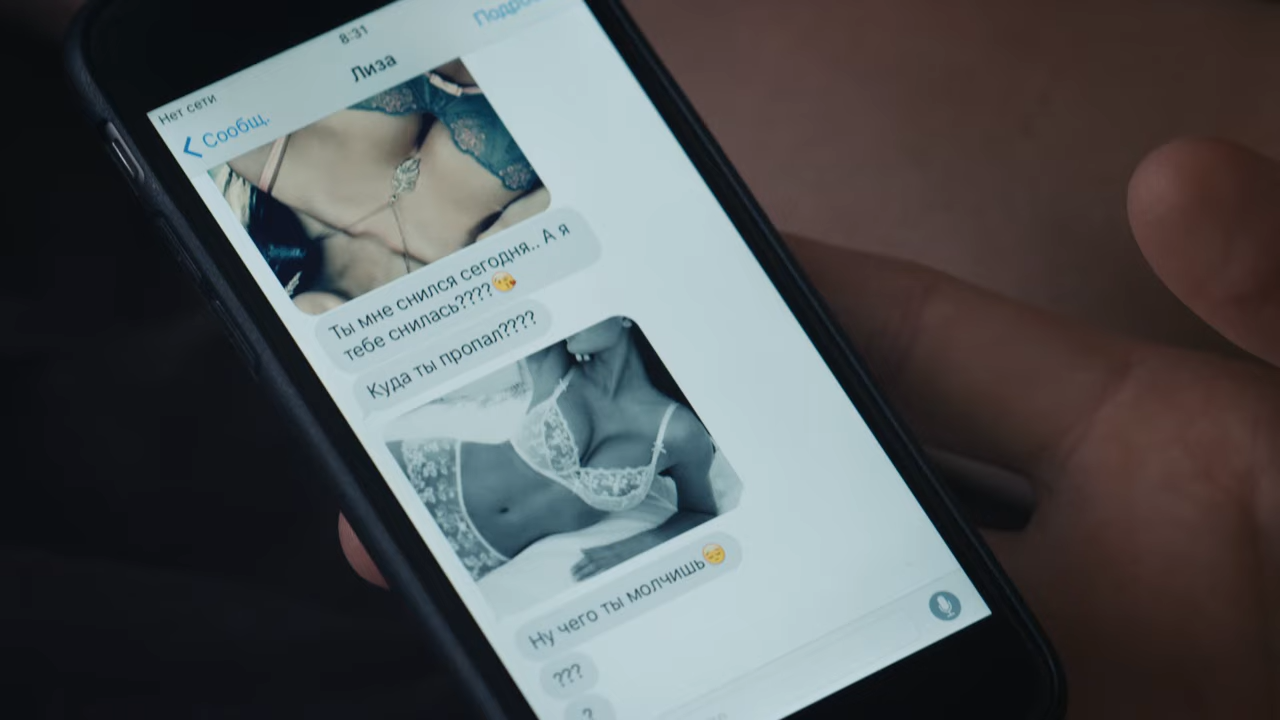 8:31
Нет сети
Лиза
Сообщ.
Ты мне снился сегодня.. А я
тебе снилась????😘
Куда ты пропал????
Ну чего ты молчишь😔
???
?